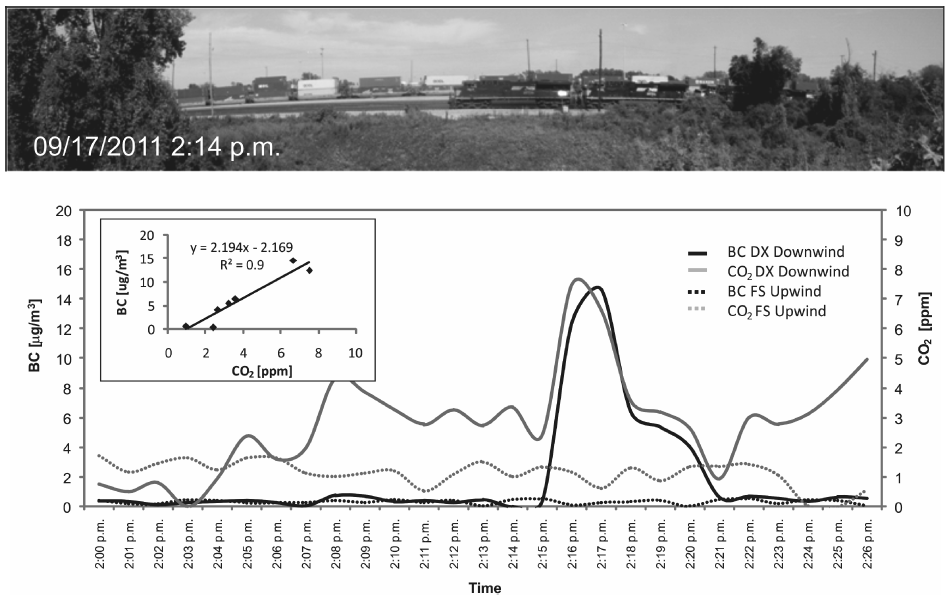 09/17/2011 2:14 p.m.
20
18
16
14
12
10
8
6
4
2
0
BC [µg/m³]
10
9
8
7
6
5
4
3
2
1
0
CO₂ [ppm]
y = 2.194x - 2.169
R² = 0.9
20
15
10
5
0
BC [ug/m³]
0 2 4 6 8 10
CO₂ [ppm]
BC DX Downwind
CO₂ DX Downwind
BC FS Upwind
CO₂ FS Upwind
2:00 p.m.
2:01 p.m.
2:02 p.m.
2:03 p.m.
2:04 p.m.
2:05 p.m.
2:06 p.m.
2:07 p.m.
2:08 p.m.
2:09 p.m.
2:10 p.m.
2:11 p.m.
2:12 p.m.
2:13 p.m.
2:14 p.m.
2:15 p.m.
2:16 p.m.
2:17 p.m.
2:18 p.m.
2:19 p.m.
2:20 p.m.
2:21 p.m.
2:22 p.m.
2:23 p.m.
2:24 p.m.
2:25 p.m.
2:26 p.m.
Time